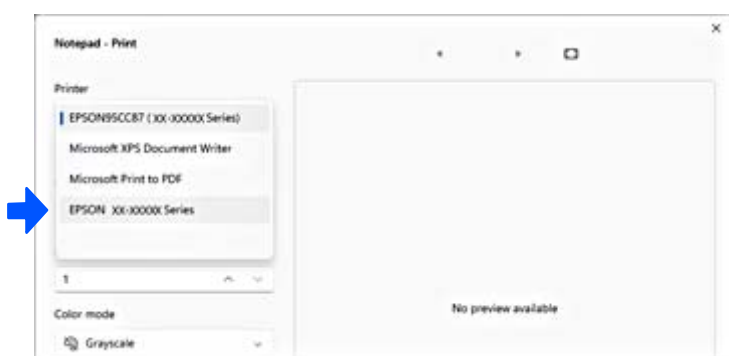 Notepad - Print
Printer
EPSON95CC87 (XX-XXXXX Series)
Microsoft XPS Document Writer
Microsoft Print to PDF
EPSON XX-XXXXX Series
1
Color mode
Grayscale
No preview available